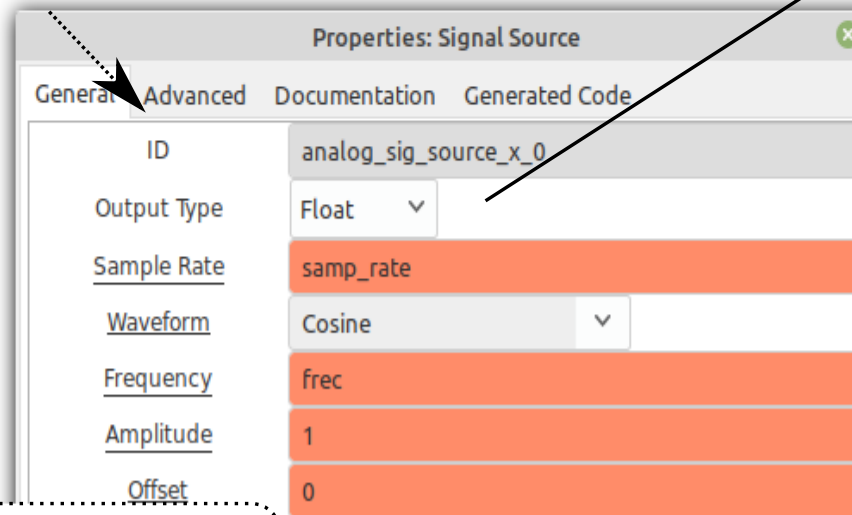 Properties: Signal Source
General Advanced Documentation Generated Code
ID analog_sig_source_x_0
Output Type Float
Sample Rate samp_rate
Waveform Cosine
Frequency frec
Amplitude 1
Offset 0